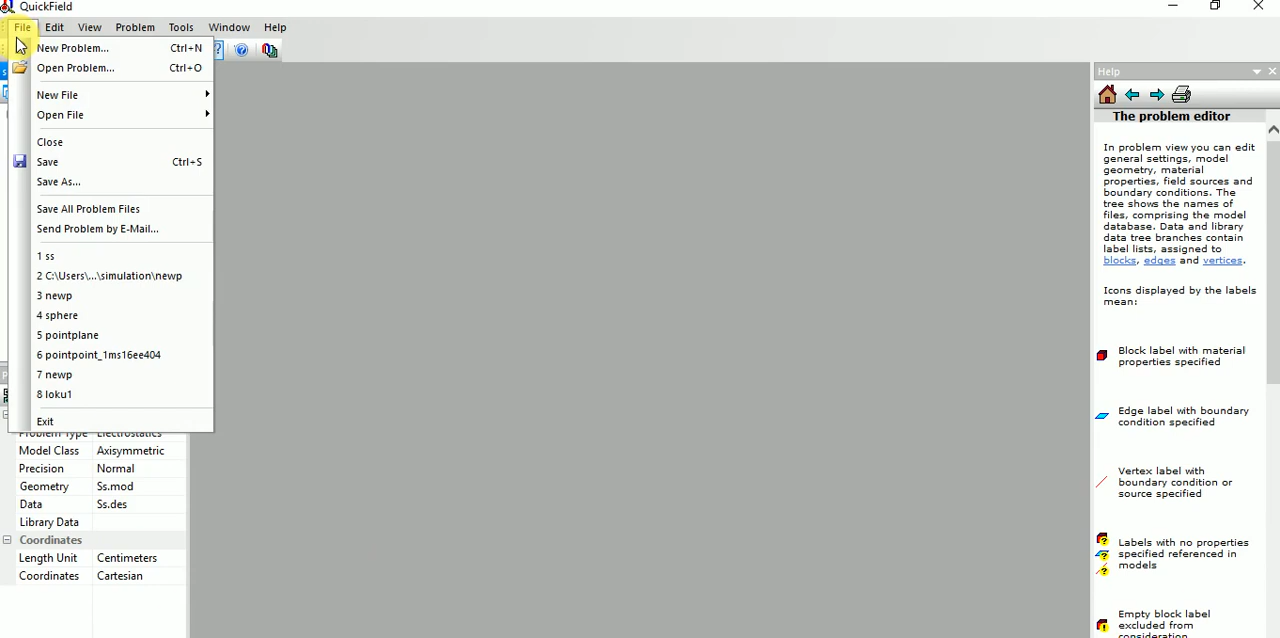 QuickField
File Edit View Problem Tools Window Help
New Problem... Ctrl+N
Open Problem... Ctrl+O
New File
Open File
Close
Save Ctrl+S
Save As...
Save All Problem Files
Send Problem by E-Mail...
1 ss
2 C:\Users\...\simulation\newp
3 newp
4 sphere
5 pointplane
6 pointpoint_1ms16ee404
7 newp
8 loku1
Exit
Problem Type Electrostatics
Model Class Axisymmetric
Precision Normal
Geometry Ss.mod
Data Ss.des
Library Data
Coordinates
Length Unit Centimeters
Coordinates Cartesian
Help
The problem editor
In problem view you can edit
general settings, model
geometry, material
properties, field sources and
boundary conditions. The
tree shows the names of
files, comprising the model
database. Data and library
data tree branches contain
label lists, assigned to
blocks, edges and vertices.
Icons displayed by the labels
mean:
Block label with material
properties specified
Edge label with boundary
condition specified
Vertex label with
boundary condition or
source specified
Labels with no properties
specified referenced in
models
Empty block label
excluded from
consideration